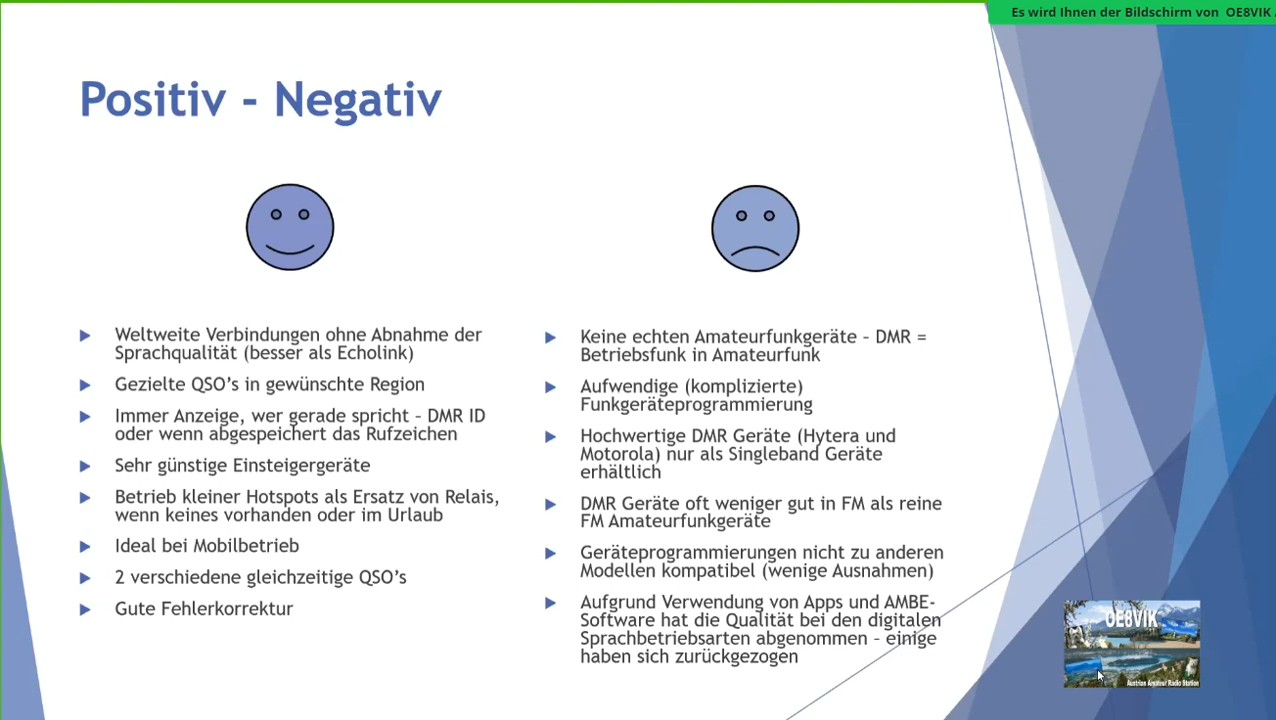 Es wird Ihnen der Bildschirm von OE8VIK
Positiv - Negativ
Weltweite Verbindungen ohne Abnahme der
Sprachqualität (besser als Echolink)
Gezielte QSO's in gewünschte Region
Immer Anzeige, wer gerade spricht – DMR ID
oder wenn abgespeichert das Rufzeichen
Sehr günstige Einsteigergeräte
Betrieb kleiner Hotspots als Ersatz von Relais,
wenn keines vorhanden oder im Urlaub
Ideal bei Mobilbetrieb
2 verschiedene gleichzeitige QSO's
Gute Fehlerkorrektur
Keine echten Amateurfunkgeräte – DMR =
Betriebsfunk in Amateurfunk
Aufwendige (komplizierte)
Funkgeräteprogrammierung
Hochwertige DMR Geräte (Hytera und
Motorola) nur als Singleband Geräte
erhältlich
DMR Geräte oft weniger gut in FM als reine
FM Amateurfunkgeräte
Geräteprogrammierungen nicht zu anderen
Modellen kompatibel (wenige Ausnahmen)
Aufgrund Verwendung von Apps und AMBE-
Software hat die Qualität bei den digitalen
Sprachbetriebsarten abgenommen – einige
haben sich zurückgezogen
OE8VIK
Austrian Amateur Radio Station